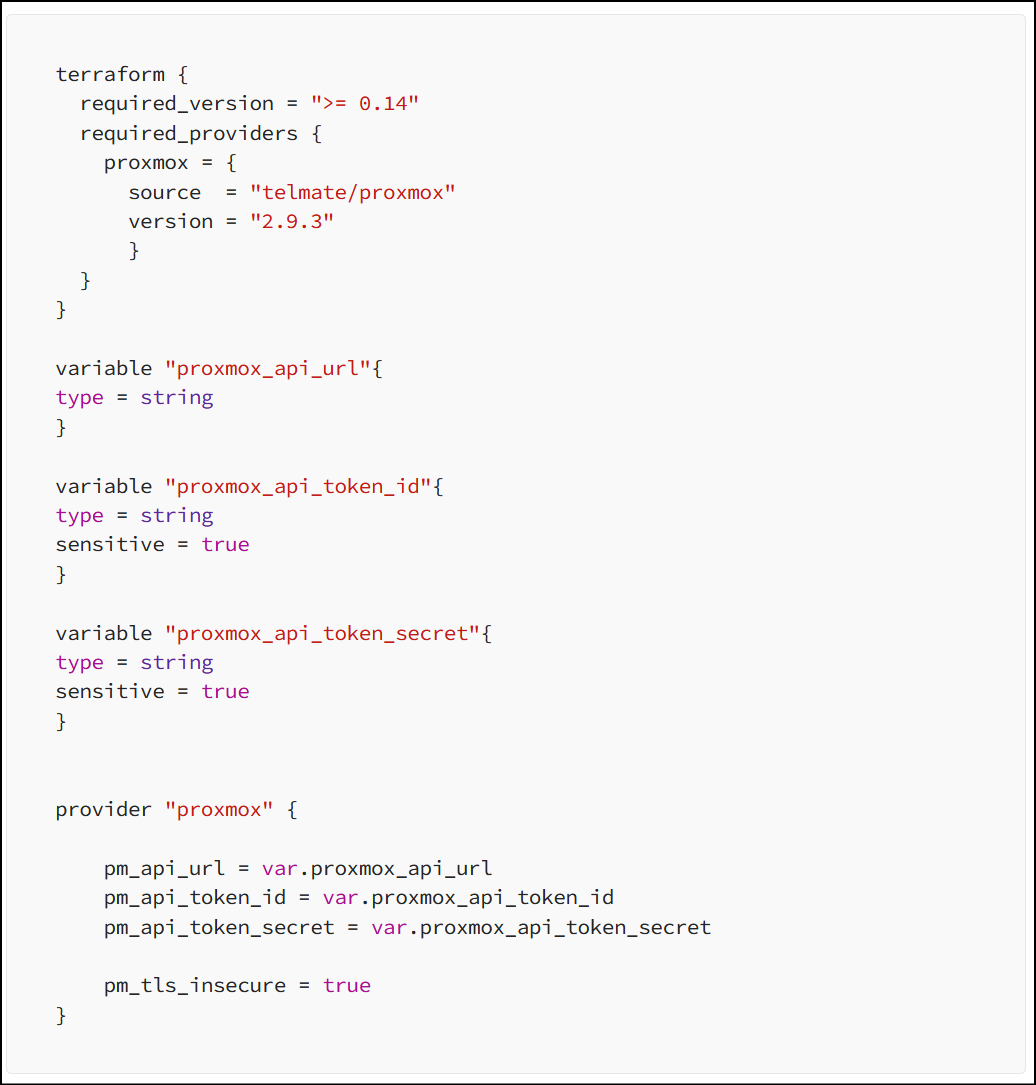 terraform {
  required_version = ">= 0.14"
  required_providers {
    proxmox = {
      source  = "telmate/proxmox"
      version = "2.9.3"
      }
  }
}

variable "proxmox_api_url"{
type = string
}

variable "proxmox_api_token_id"{
type = string
sensitive = true
}

variable "proxmox_api_token_secret"{
type = string
sensitive = true
}


provider "proxmox" {

    pm_api_url = var.proxmox_api_url
    pm_api_token_id = var.proxmox_api_token_id
    pm_api_token_secret = var.proxmox_api_token_secret

    pm_tls_insecure = true
}